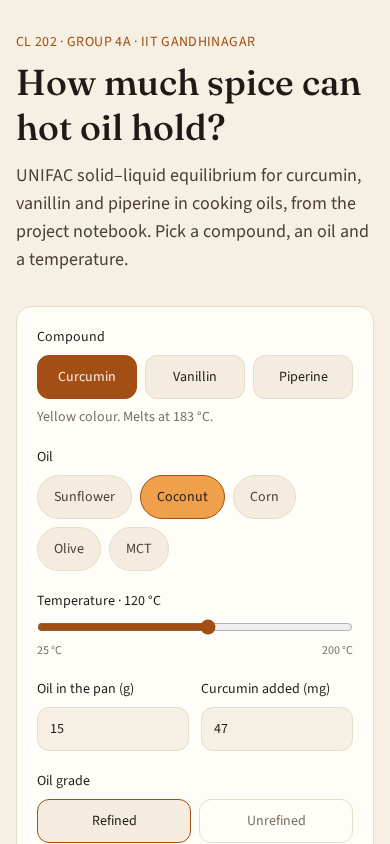 CL 202 · GROUP 4A · IIT GANDHINAGAR
How much spice can
hot oil hold?
UNIFAC solid–liquid equilibrium for curcumin,
vanillin and piperine in cooking oils, from the
project notebook. Pick a compound, an oil and
a temperature.
Compound
Curcumin Vanillin Piperine
Yellow colour. Melts at 183 °C.
Oil
Sunflower Coconut Corn
Olive MCT
Temperature · 120 °C
25 °C 200 °C
Oil in the pan (g) Curcumin added (mg)
15 47
Oil grade
Refined Unrefined